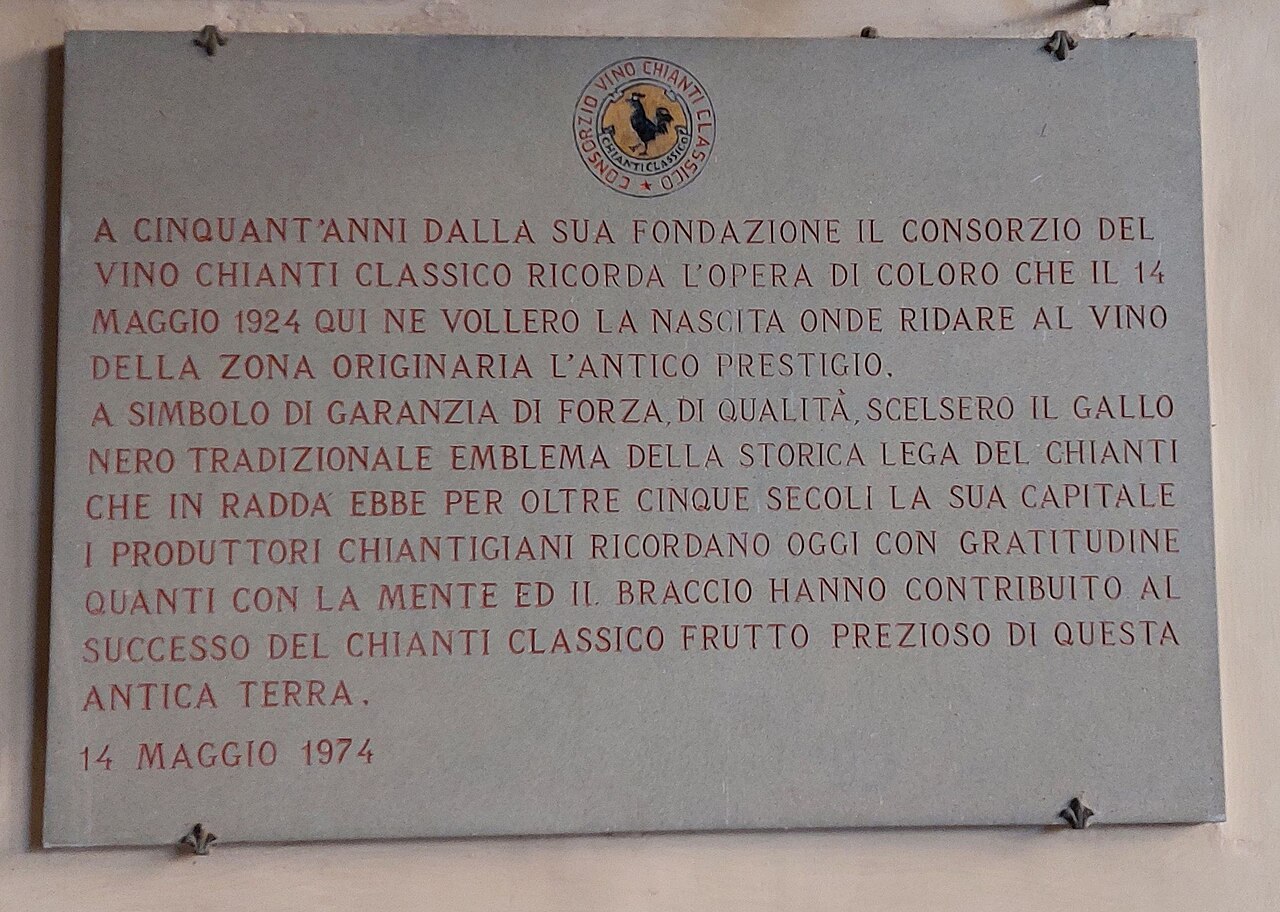 CONSORZIO VINO CHIANTI CLASSICO
CHIANTI CLASSICO
A CINQUANT'ANNI DALLA SUA FONDAZIONE IL CONSORZIO DEL
VINO CHIANTI CLASSICO RICORDA L'OPERA DI COLORO CHE IL 14
MAGGIO 1924 QUI NE VOLLERO LA NASCITA ONDE RIDARE AL VINO
DELLA ZONA ORIGINARIA L'ANTICO PRESTIGIO.
A SIMBOLO DI GARANZIA DI FORZA, DI QUALITÀ, SCELSERO IL GALLO
NERO TRADIZIONALE EMBLEMA DELLA STORICA LEGA DEL CHIANTI
CHE IN RADDA EBBE PER OLTRE CINQUE SECOLI LA SUA CAPITALE
I PRODUTTORI CHIANTIGIANI RICORDANO OGGI CON GRATITUDINE
QUANTI CON LA MENTE ED IL BRACCIO HANNO CONTRIBUITO AL
SUCCESSO DEL CHIANTI CLASSICO FRUTTO PREZIOSO DI QUESTA
ANTICA TERRA.
14 MAGGIO 1974